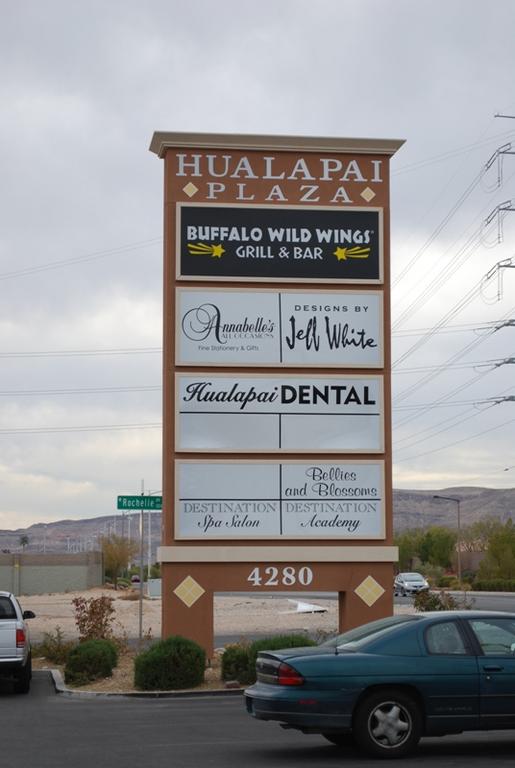 HUALAPAI
PLAZA
BUFFALO WILD WINGS
GRILL & BAR
Annabelle's
ALL OCCASIONS
Fine Stationery & Gifts
DESIGNS BY
Jeff White
Hualapai DENTAL
Bellies
and Blossoms
DESTINATION
Spa Salon
DESTINATION
Academy
Rochelle
4280